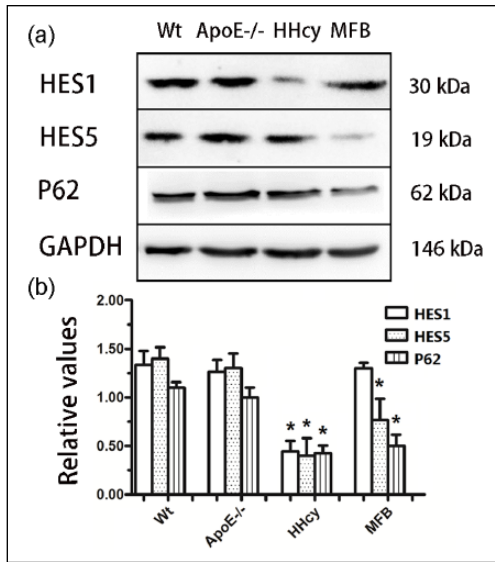 (a)
Wt ApoE-/- HHcy MFB
HES1 30 kDa
HES5 19 kDa
P62 62 kDa
GAPDH 146 kDa
(b)
2.00
HES1
HES5
P62
1.50
1.00
0.50
0.00
Relative values
* * * * *
Wt ApoE-/- HHcy MFB